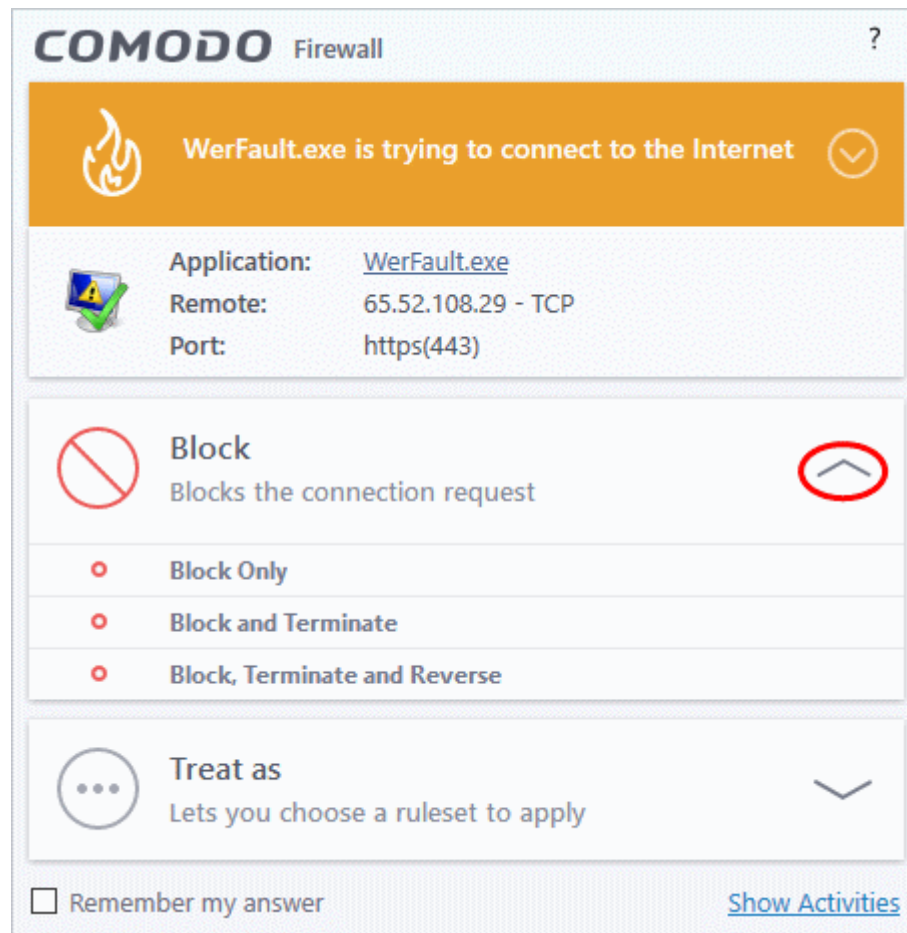 COMODO Firewall ?
WerFault.exe is trying to connect to the Internet
Application: WerFault.exe
Remote: 65.52.108.29 - TCP
Port: https(443)
Block
Blocks the connection request
Block Only
Block and Terminate
Block, Terminate and Reverse
Treat as
Lets you choose a ruleset to apply
Remember my answer Show Activities